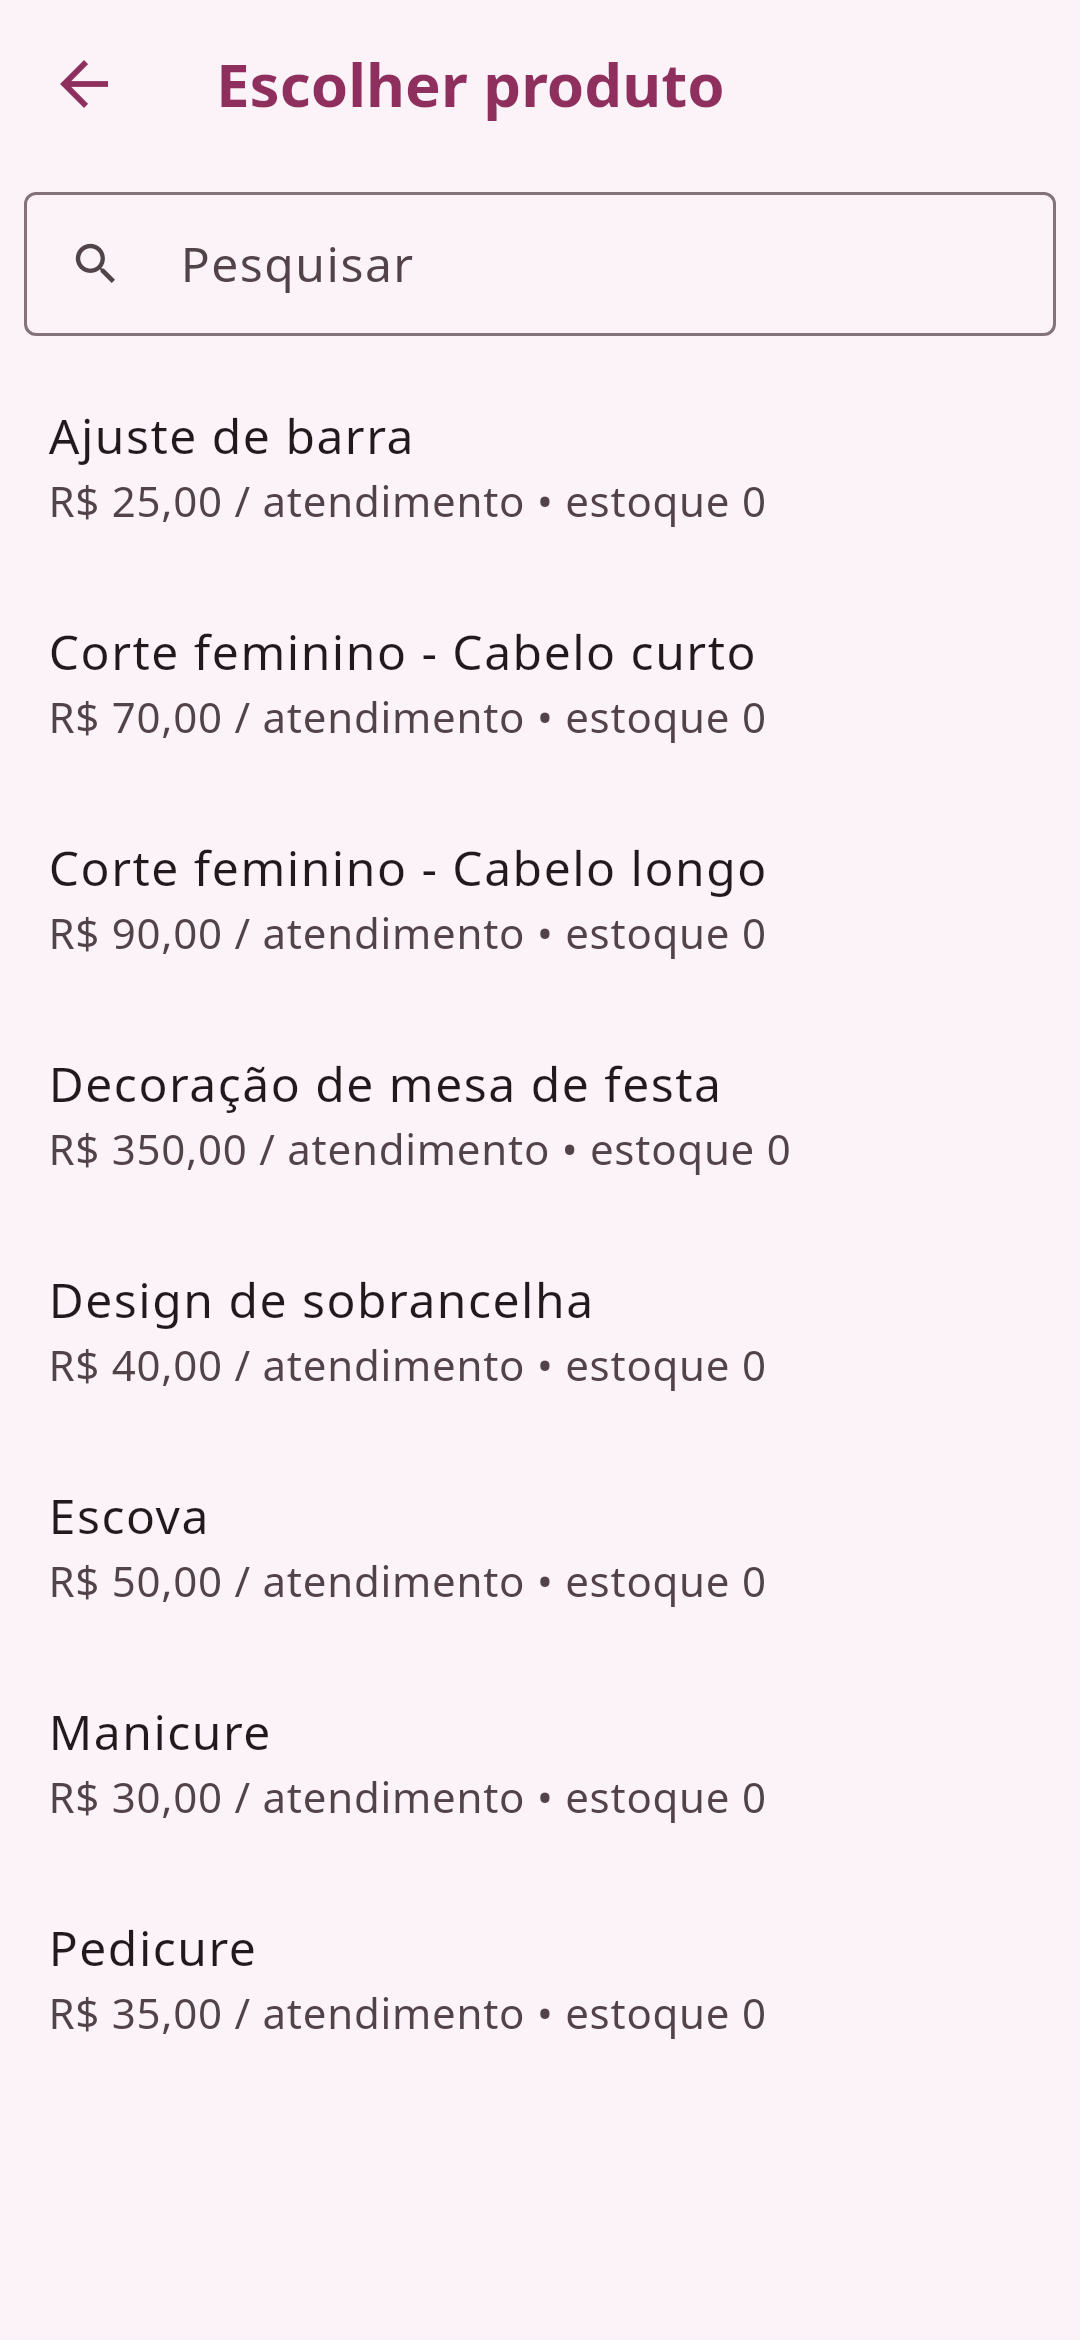 Escolher produto
Pesquisar
Ajuste de barra
R$ 25,00 / atendimento • estoque 0
Corte feminino - Cabelo curto
R$ 70,00 / atendimento • estoque 0
Corte feminino - Cabelo longo
R$ 90,00 / atendimento • estoque 0
Decoração de mesa de festa
R$ 350,00 / atendimento • estoque 0
Design de sobrancelha
R$ 40,00 / atendimento • estoque 0
Escova
R$ 50,00 / atendimento • estoque 0
Manicure
R$ 30,00 / atendimento • estoque 0
Pedicure
R$ 35,00 / atendimento • estoque 0